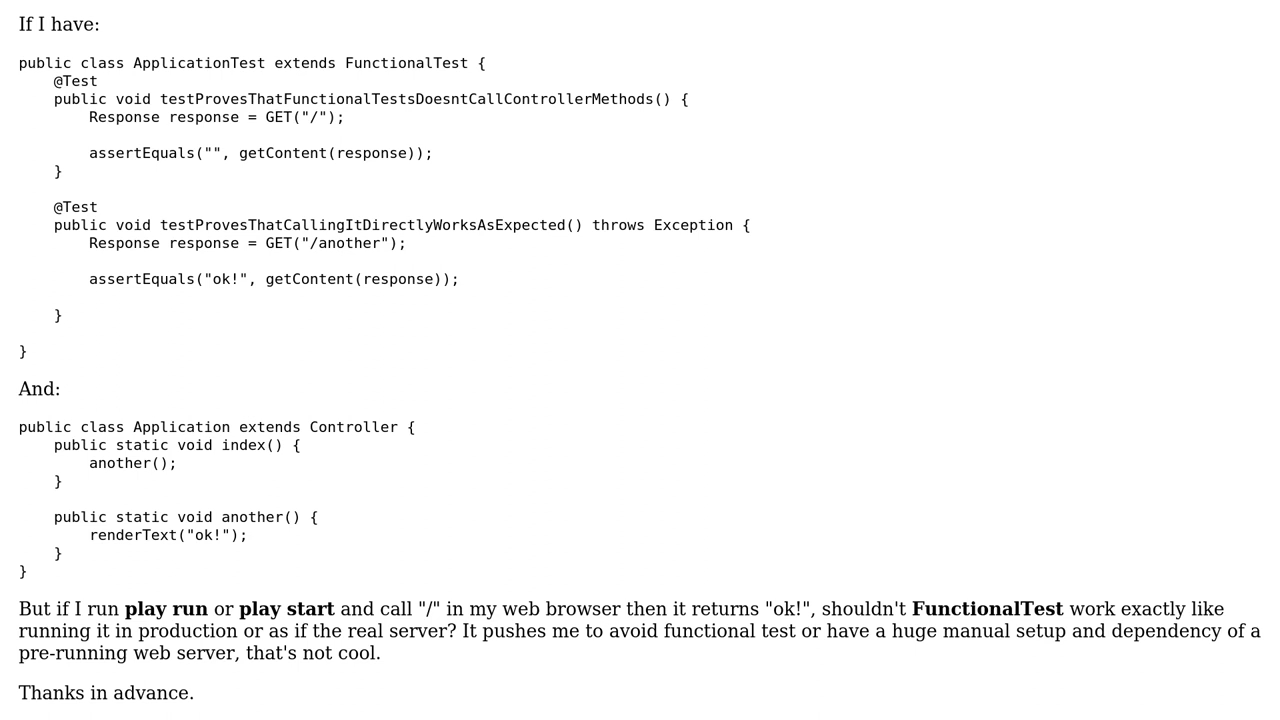 If I have:
public class ApplicationTest extends FunctionalTest {
    @Test
    public void testProvesThatFunctionalTestsDoesntCallControllerMethods() {
        Response response = GET("/");
        assertEquals("", getContent(response));
    }
    @Test
    public void testProvesThatCallingItDirectlyWorksAsExpected() throws Exception {
        Response response = GET("/another");
        assertEquals("ok!", getContent(response));
    }
}
And:
public class Application extends Controller {
    public static void index() {
        another();
    }
    public static void another() {
        renderText("ok!");
    }
}
But if I run play run or play start and call "/" in my web browser then it returns "ok!", shouldn't FunctionalTest work exactly like
running it in production or as if the real server? It pushes me to avoid functional test or have a huge manual setup and dependency of a
pre-running web server, that's not cool.
Thanks in advance.